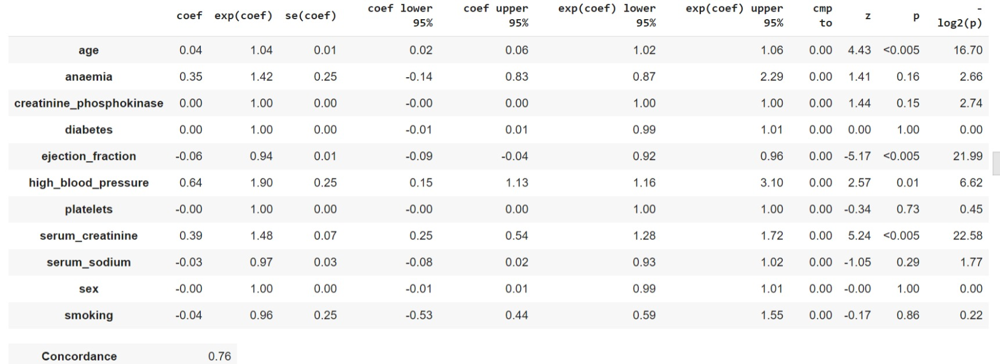 coef exp(coef) se(coef) coef lower 95% coef upper 95% exp(coef) lower 95% exp(coef) upper 95% cmp to z p -log2(p)
age 0.04 1.04 0.01 0.02 0.06 1.02 1.06 0.00 4.43 <0.005 16.70
anaemia 0.35 1.42 0.25 -0.14 0.83 0.87 2.29 0.00 1.41 0.16 2.66
creatinine_phosphokinase 0.00 1.00 0.00 -0.00 0.00 1.00 1.00 0.00 1.44 0.15 2.74
diabetes 0.00 1.00 0.00 -0.01 0.01 0.99 1.01 0.00 0.00 1.00 0.00
ejection_fraction -0.06 0.94 0.01 -0.09 -0.04 0.92 0.96 0.00 -5.17 <0.005 21.99
high_blood_pressure 0.64 1.90 0.25 0.15 1.13 1.16 3.10 0.00 2.57 0.01 6.62
platelets -0.00 1.00 0.00 -0.00 0.00 1.00 1.00 0.00 -0.34 0.73 0.45
serum_creatinine 0.39 1.48 0.07 0.25 0.54 1.28 1.72 0.00 5.24 <0.005 22.58
serum_sodium -0.03 0.97 0.03 -0.08 0.02 0.93 1.02 0.00 -1.05 0.29 1.77
sex -0.00 1.00 0.00 -0.01 0.01 0.99 1.01 0.00 -0.00 1.00 0.00
smoking -0.04 0.96 0.25 -0.53 0.44 0.59 1.55 0.00 -0.17 0.86 0.22
Concordance 0.76